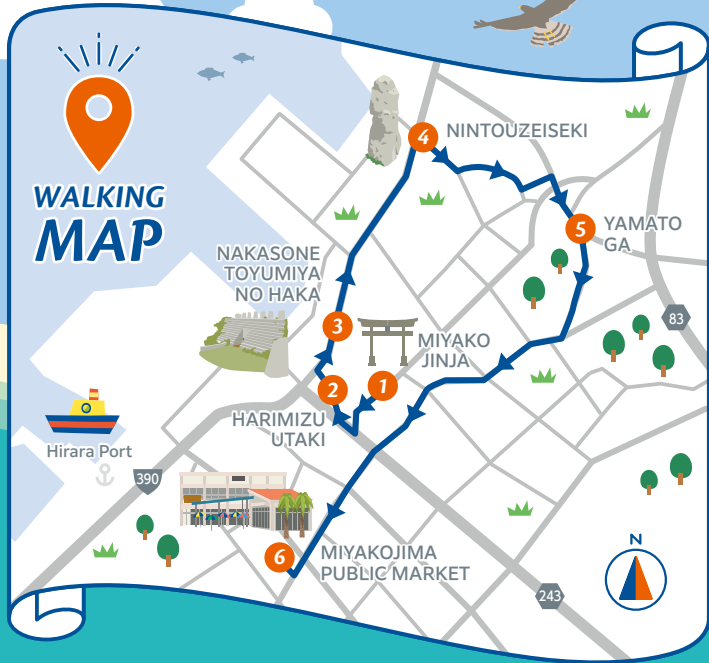 WALKING
MAP
4
NINTOUZEISEKI
5
YAMATO
GA
NAKASONE
TOYUMIYA
NO HAKA
3
83
MIYAKO
JINJA
1
2
HARIMIZU
UTAKI
Hirara Port
390
6
MIYAKOJIMA
PUBLIC MARKET
N
243